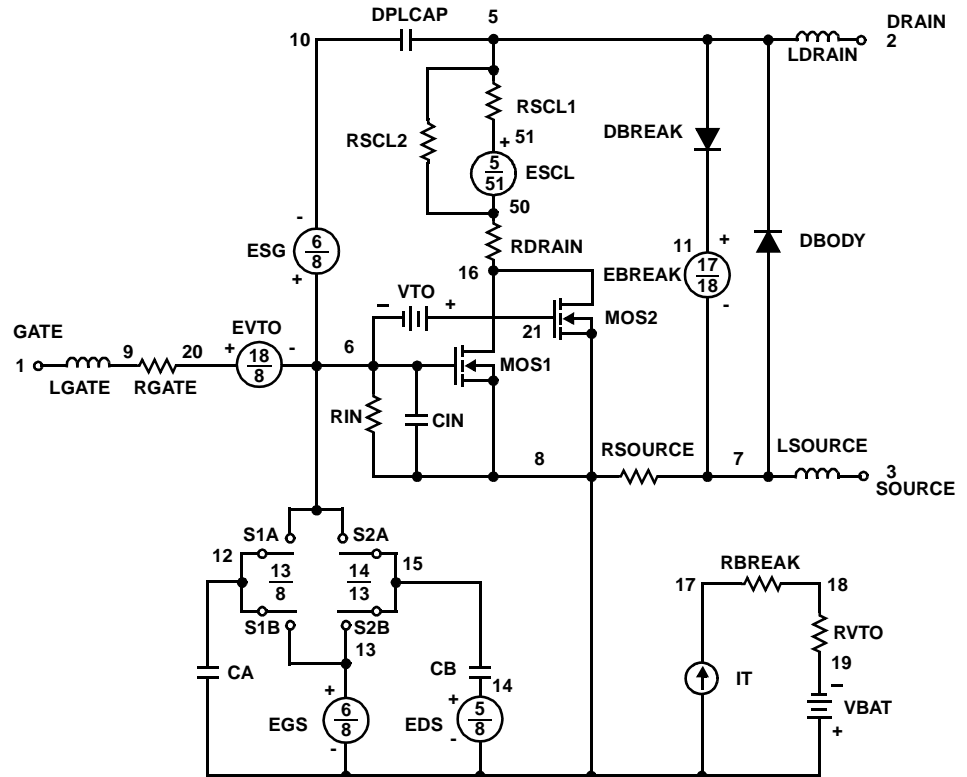 DPLCAP
5
10
DRAIN
2
LDRAIN
RSCL1
RSCL2
DBREAK
+ 51
5
51
ESCL
50
-
ESG
6
8
+
RDRAIN
11
+
EBREAK
17
18
-
DBODY
16
VTO
- +
21
MOS2
GATE
1
9
20
EVTO
+ 18 -
8
6
LGATE
RGATE
MOS1
RIN
CIN
8
RSOURCE
7
LSOURCE
3
SOURCE
S1A
S2A
12
13
8
14
13
15
S1B
S2B
13
RBREAK
17
18
RVTO
19
CA
CB
14
IT
-
VBAT
+
+
EGS
6
8
-
+
EDS
5
8
-